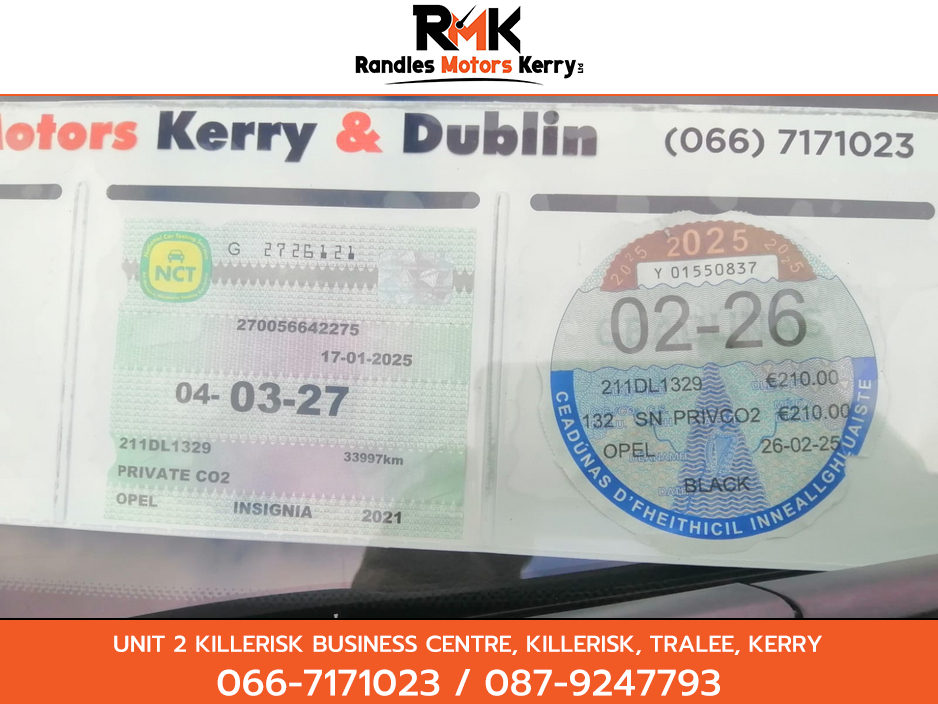 RMK
Randles Motors Kerry Ltd
Motors Kerry & Dublin
(066) 7171023
NCT
G 2726121
270056642275
17-01-2025
04-03-27
211DL1329
33997km
PRIVATE CO2
OPEL INSIGNIA 2021
2025 2025 2025
Y 01550837
02-26
211DL1329 €210.00
132 SN PRIVCO2 €210.00
OPEL 26-02-25
BLACK
CEADÚNAS D'FHEITHICIL INNEALLGHLUAISTE
UNIT 2 KILLERISK BUSINESS CENTRE, KILLERISK, TRALEE, KERRY
066-7171023 / 087-9247793